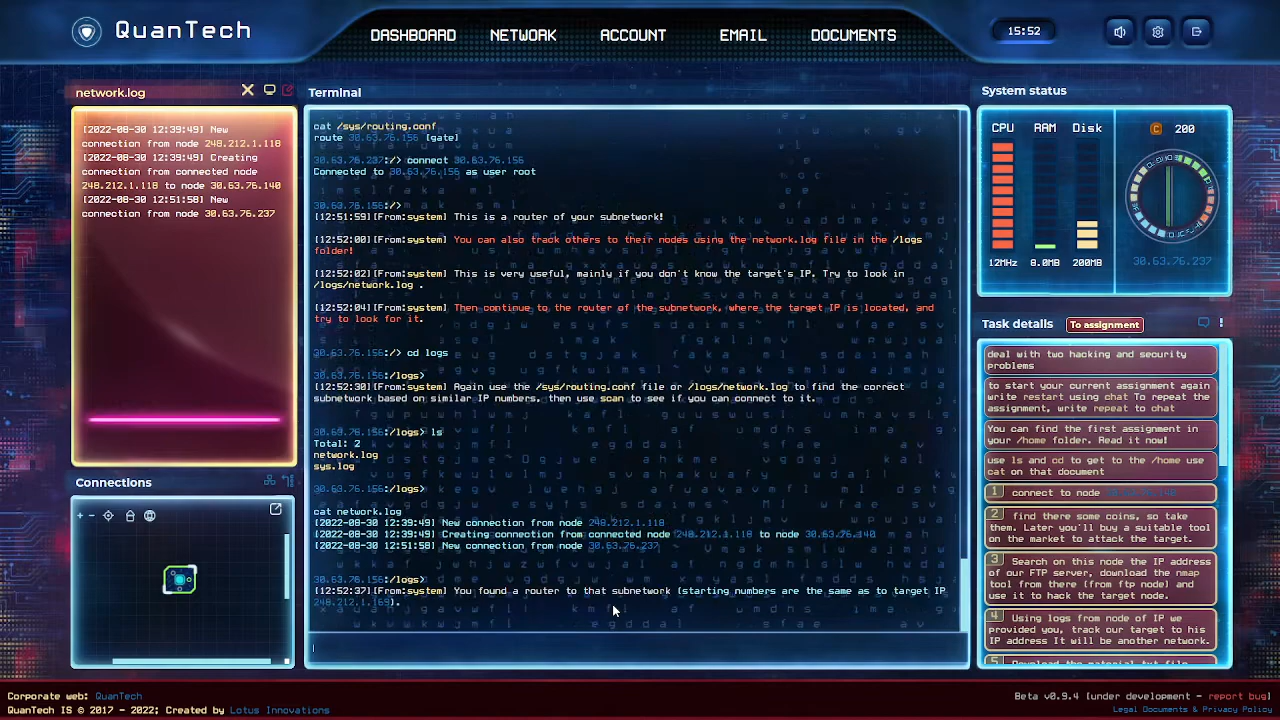 QuanTech
DASHBOARD
NETWORK
ACCOUNT
EMAIL
DOCUMENTS
15:52
network.log
[2022-08-30 12:39:49] New
connection from node 248.212.1.118
[2022-08-30 12:39:49] Creating
connection from connected node
248.212.1.118 to node 30.63.76.140
[2022-08-30 12:51:58] New
connection from node 30.63.76.237
Terminal
cat /sys/routing.conf
route 30.63.76.156 [gate]
30.63.76.237:/> connect 30.63.76.156
Connected to 30.63.76.156 as user root
30.63.76.156:/>
[12:51:59][From:system] This is a router of your subnetwork!
[12:52:00][From:system] You can also track others to their nodes using the network.log file in the /logs
folder!
[12:52:02][From:system] This is very useful, mainly if you don't know the target's IP. Try to look in
/logs/network.log .
[12:52:04][From:system] Then continue to the router of the subnetwork, where the target IP is located, and
try to look for it.
30.63.76.156:/> cd logs
30.63.76.156:/logs>
[12:52:30][From:system] Again use the /sys/routing.conf file or /logs/network.log to find the correct
subnetwork based on similar IP numbers. then use scan to see if you can connect to it.
30.63.76.156:/logs> ls
Total: 2
network.log
sys.log
30.63.76.156:/logs>
cat network.log
[2022-08-30 12:39:49] New connection from node 248.212.1.118
[2022-08-30 12:39:49] Creating connection from connected node 248.212.1.118 to node 30.63.76.140
[2022-08-30 12:51:58] New connection from node 30.63.76.237
30.63.76.156:/logs>
[12:52:37][From:system] You found a router to that subnetwork (starting numbers are the same as to target IP
248.212.1.169).
System status
CPU RAM Disk
C 200
12MHz 8.0MB 200MB
30.63.76.237
Task details
To assignment
deal with two hacking and security
problems
to start your current assignment again
write restart using chat To repeat the
assignment, write repeat to chat
You can find the first assignment in
your /home folder. Read it now!
use ls and cd to get to the /home use
cat on that document
1 connect to node 30.63.76.140
2 find there some coins, so take
them. Later you'll buy a suitable tool
on the market to attack the target.
3 Search on this node the IP address
of our FTP server, download the nmap
tool from there (from ftp node) and
use it to hack the target node.
4 Using logs from node of IP we
provided you, track our target to his
IP address It will be another network.
5 Download the material.txt file
Connections
Corporate web: QuanTech
QuanTech IS © 2017 - 2022; Created by Lotus Innovations
Beta v0.9.4 [under development - report bug]
Legal Documents & Privacy Policy